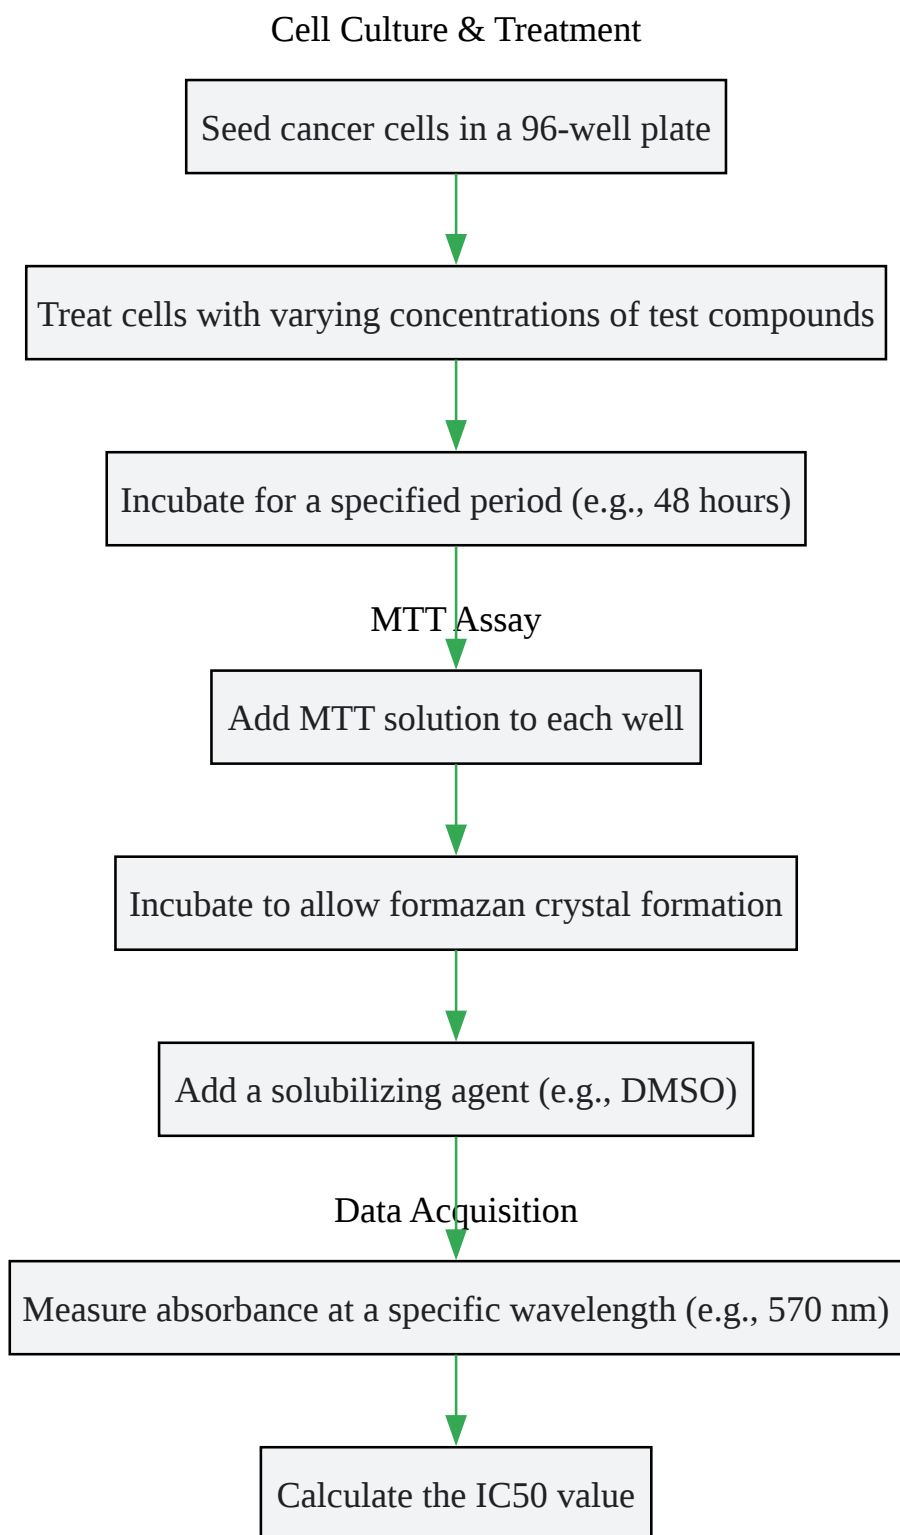 Cell Culture & Treatment
Seed cancer cells in a 96-well plate
Treat cells with varying concentrations of test compounds
Incubate for a specified period (e.g., 48 hours)
MTT Assay
Add MTT solution to each well
Incubate to allow formazan crystal formation
Add a solubilizing agent (e.g., DMSO)
Data Acquisition
Measure absorbance at a specific wavelength (e.g., 570 nm)
Calculate the IC50 value